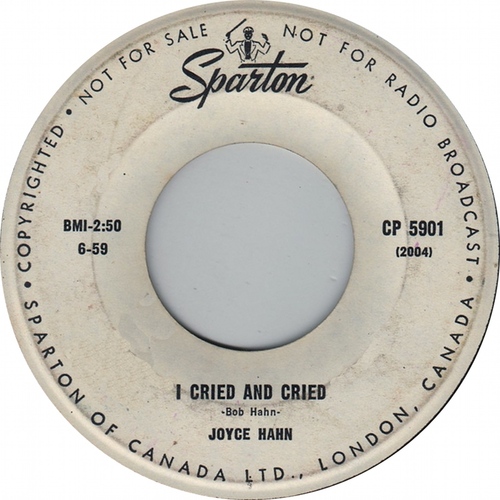 • COPYRIGHTED • NOT FOR SALE NOT FOR RADIO BROADCAST •
Sparton
BMI-2:50
6-59
CP 5901
(2004)
I CRIED AND CRIED
-Bob Hahn-
JOYCE HAHN
SPARTON OF CANADA LTD., LONDON, CANADA